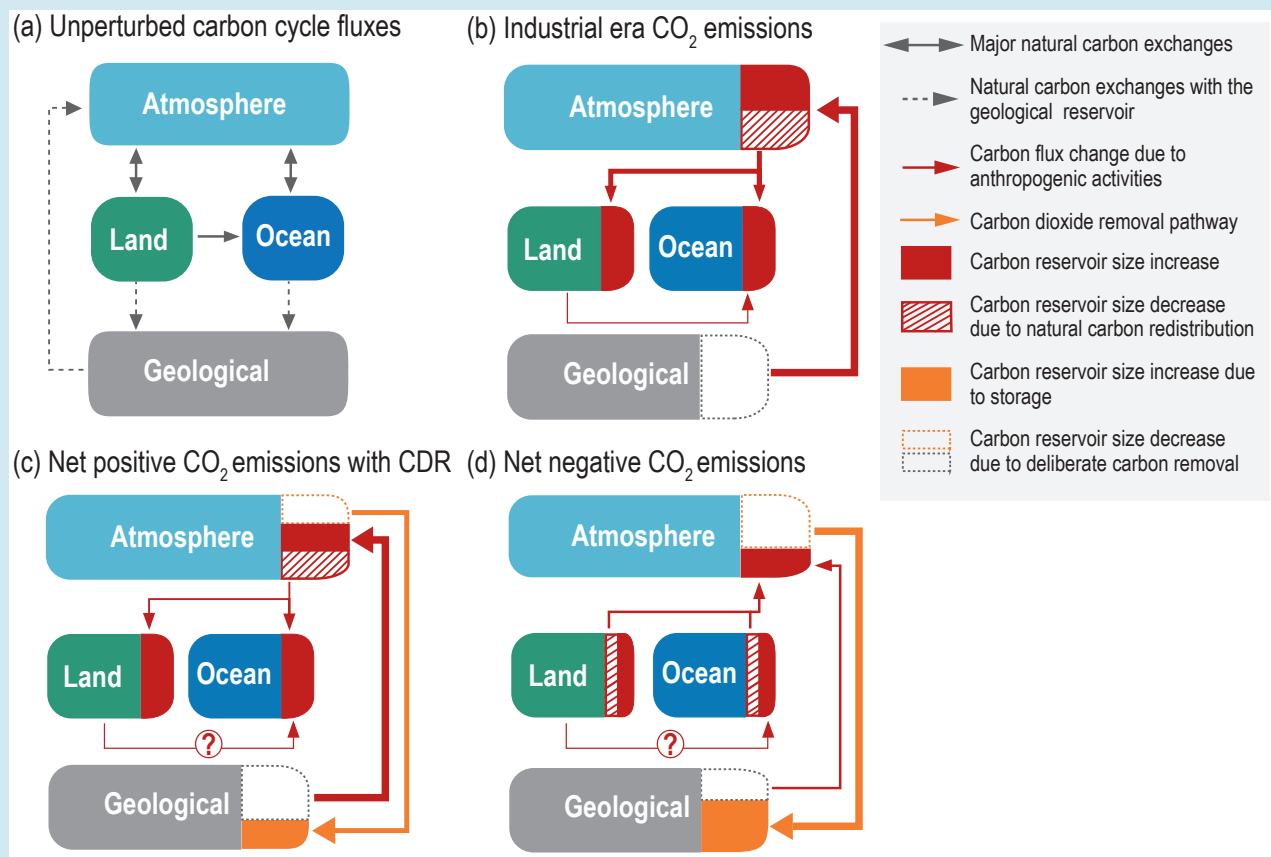 (a) Unperturbed carbon cycle fluxes
Atmosphere
Land
Ocean
Geological
(b) Industrial era CO₂ emissions
Atmosphere
Land
Ocean
Geological
Major natural carbon exchanges
Natural carbon exchanges with the
geological reservoir
Carbon flux change due to
anthropogenic activities
Carbon dioxide removal pathway
Carbon reservoir size increase
Carbon reservoir size decrease
due to natural carbon redistribution
Carbon reservoir size increase due
to storage
Carbon reservoir size decrease
due to deliberate carbon removal
(c) Net positive CO₂ emissions with CDR
Atmosphere
Land
Ocean
?
Geological
(d) Net negative CO₂ emissions
Atmosphere
Land
Ocean
?
Geological